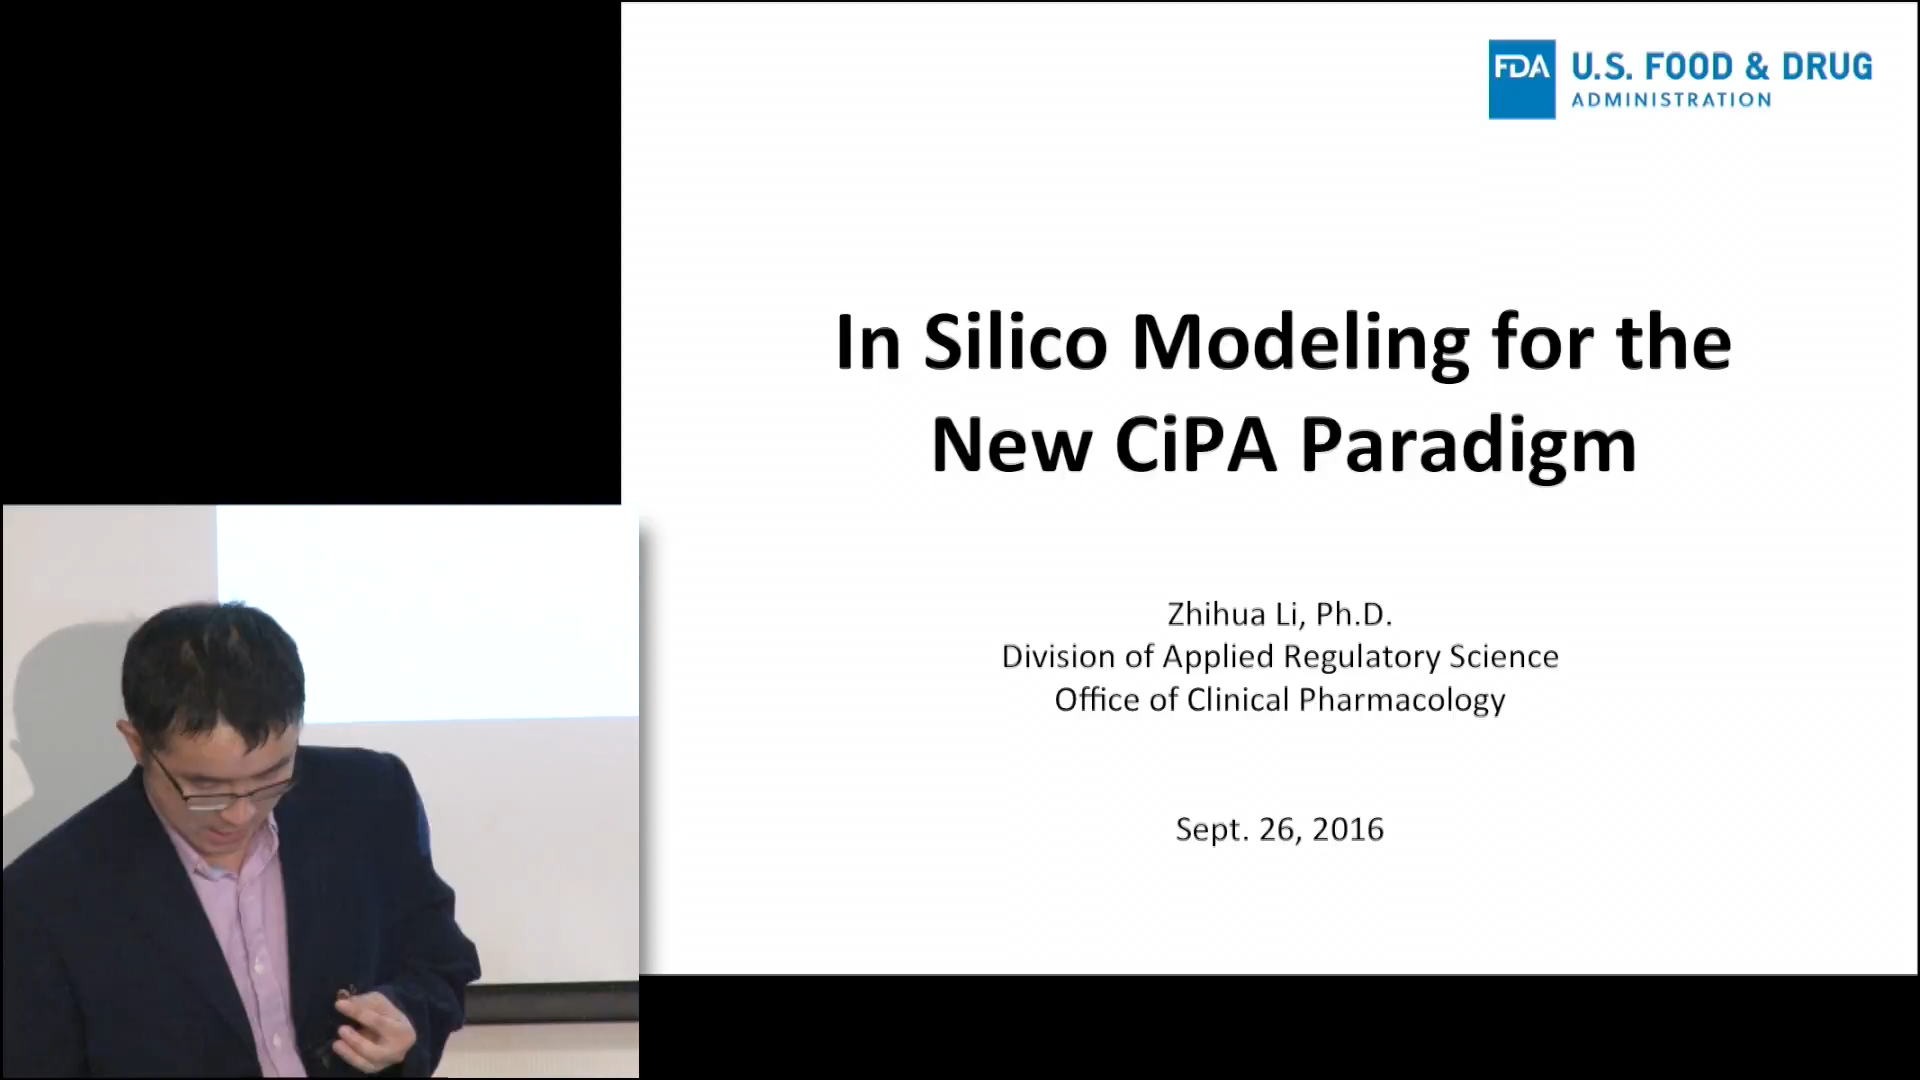 FDA U.S. FOOD & DRUG
ADMINISTRATION
In Silico Modeling for the
New CiPA Paradigm
Zhihua Li, Ph.D.
Division of Applied Regulatory Science
Office of Clinical Pharmacology
Sept. 26, 2016